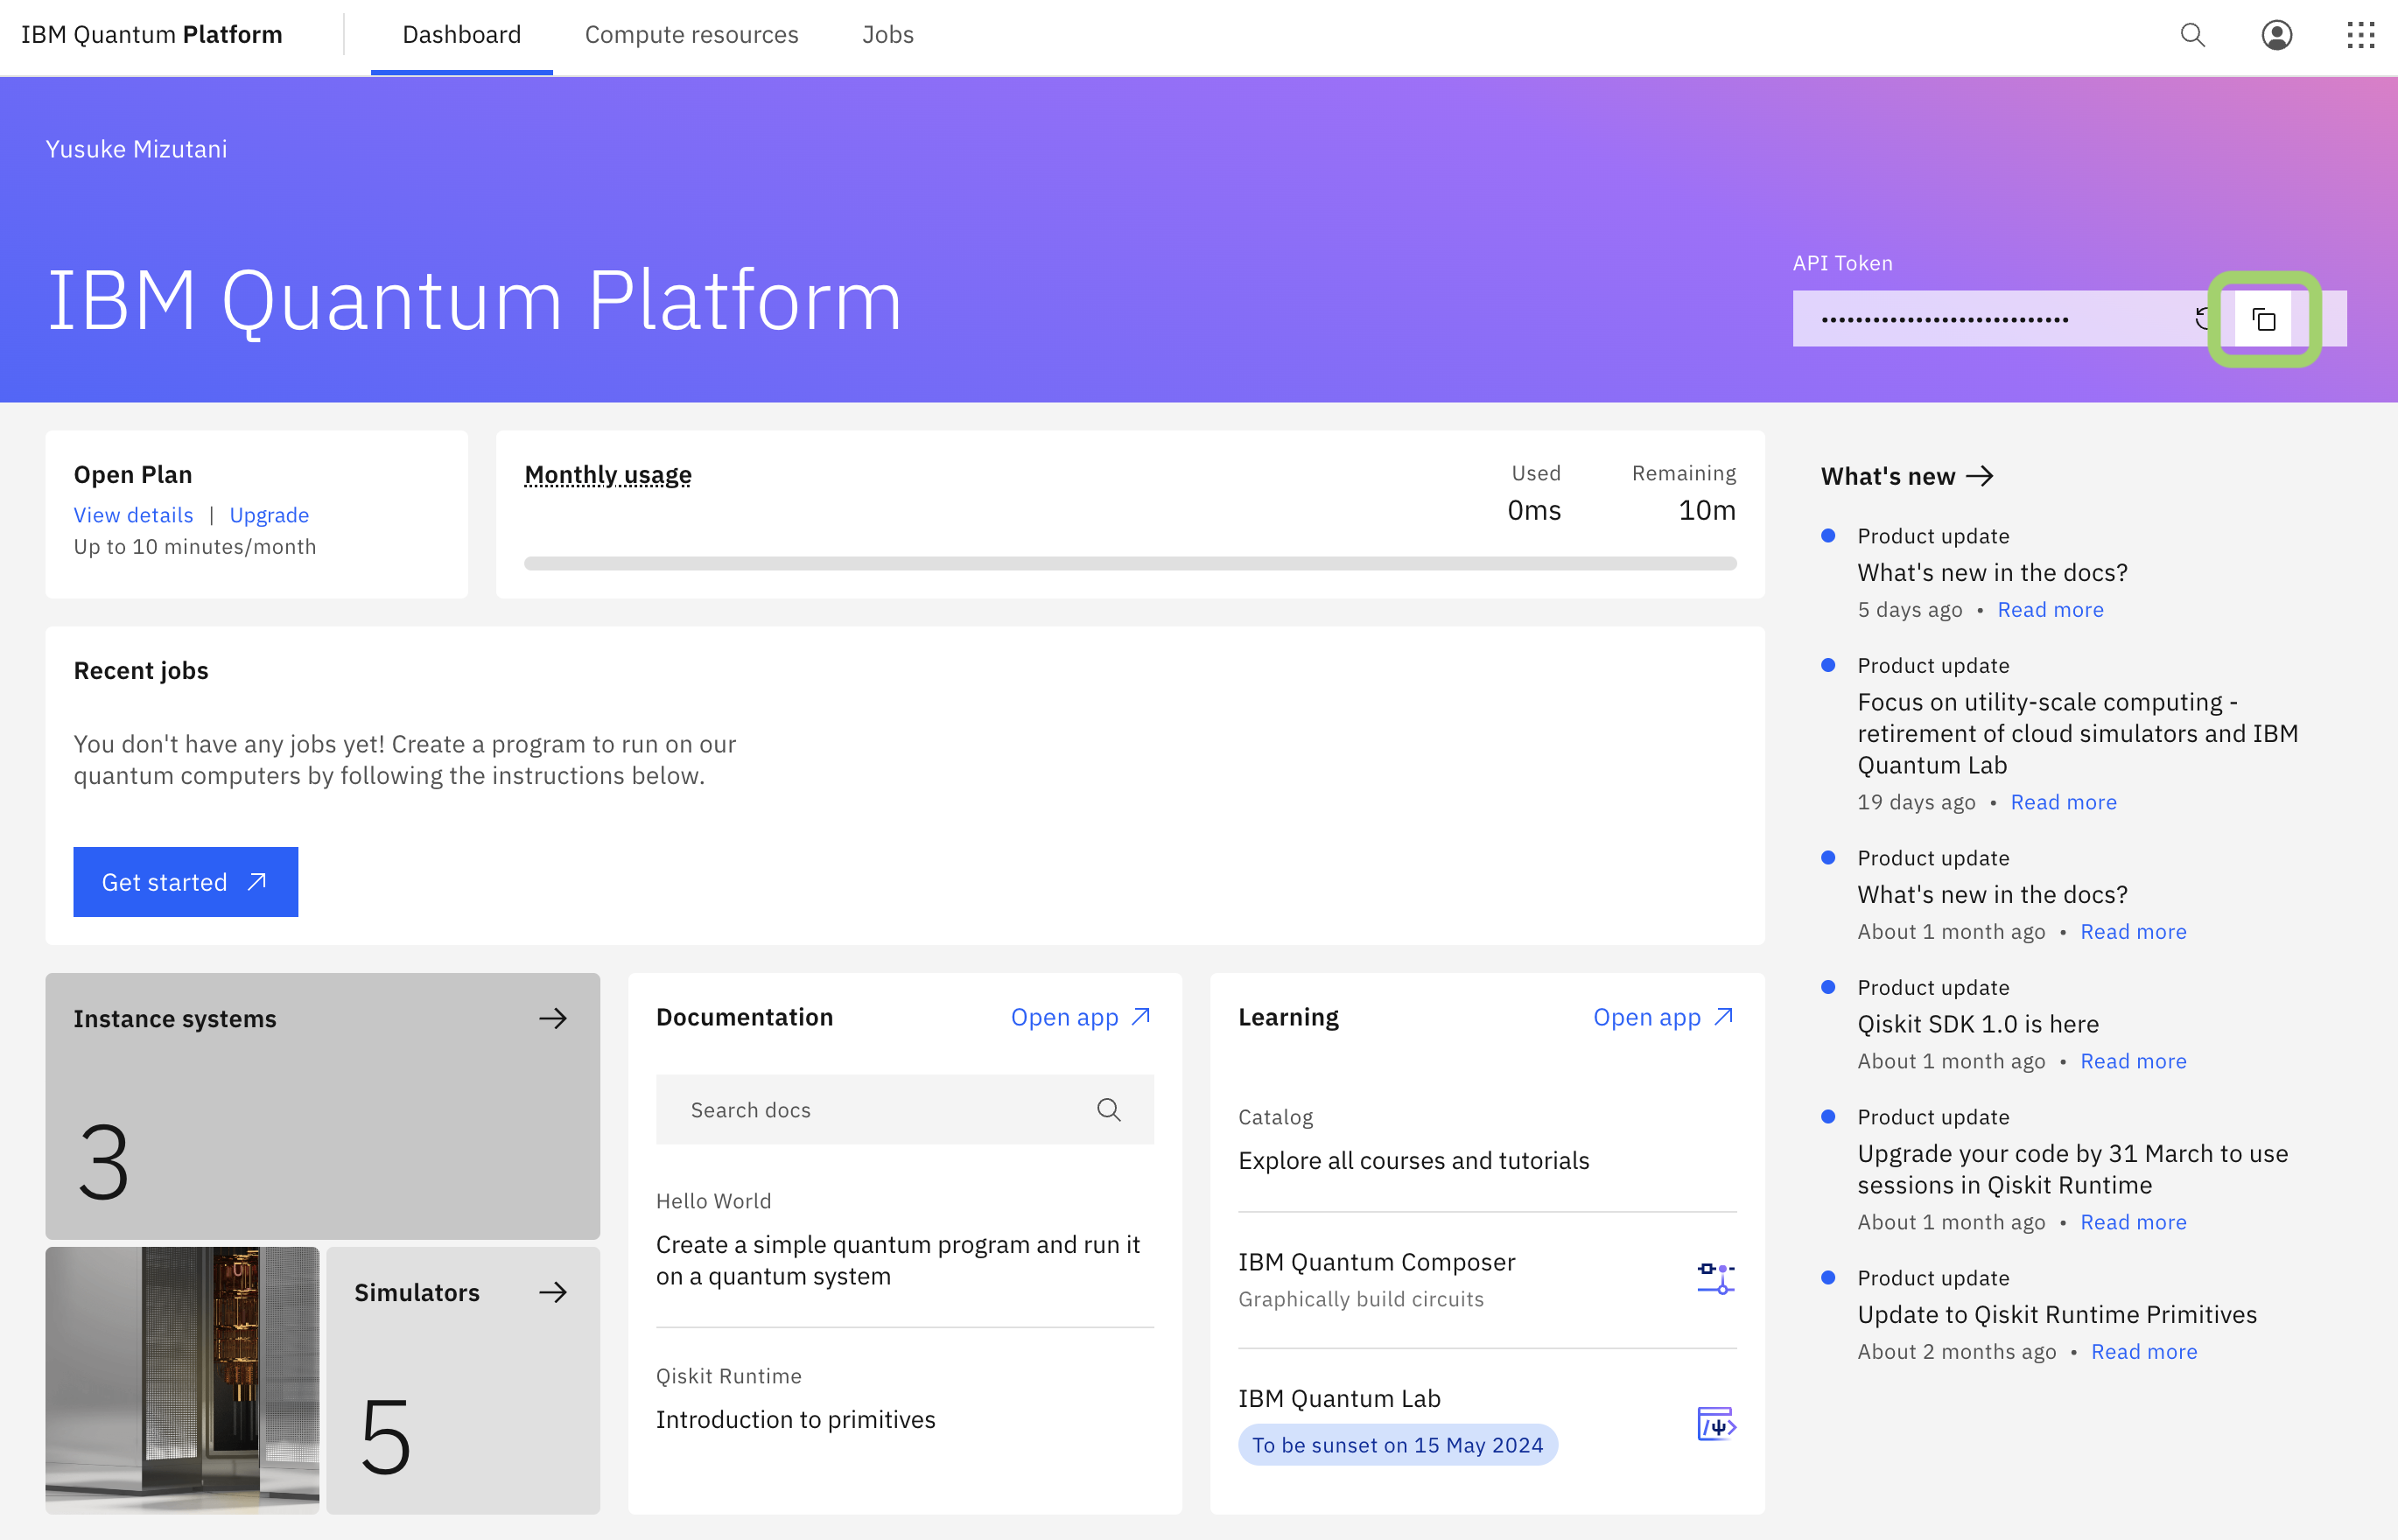 IBM Quantum Platform
Dashboard
Compute resources
Jobs
Yusuke Mizutani
IBM Quantum Platform
API Token
••••••••••••••••••••••••••••
Open Plan
View details | Upgrade
Up to 10 minutes/month
Monthly usage
Used
0ms
Remaining
10m
Recent jobs
You don't have any jobs yet! Create a program to run on our
quantum computers by following the instructions below.
Get started
Instance systems
3
Simulators
5
Documentation
Open app
Search docs
Hello World
Create a simple quantum program and run it
on a quantum system
Qiskit Runtime
Introduction to primitives
Learning
Open app
Catalog
Explore all courses and tutorials
IBM Quantum Composer
Graphically build circuits
IBM Quantum Lab
To be sunset on 15 May 2024
What's new
Product update
What's new in the docs?
5 days ago • Read more
Product update
Focus on utility-scale computing -
retirement of cloud simulators and IBM
Quantum Lab
19 days ago • Read more
Product update
What's new in the docs?
About 1 month ago • Read more
Product update
Qiskit SDK 1.0 is here
About 1 month ago • Read more
Product update
Upgrade your code by 31 March to use
sessions in Qiskit Runtime
About 1 month ago • Read more
Product update
Update to Qiskit Runtime Primitives
About 2 months ago • Read more